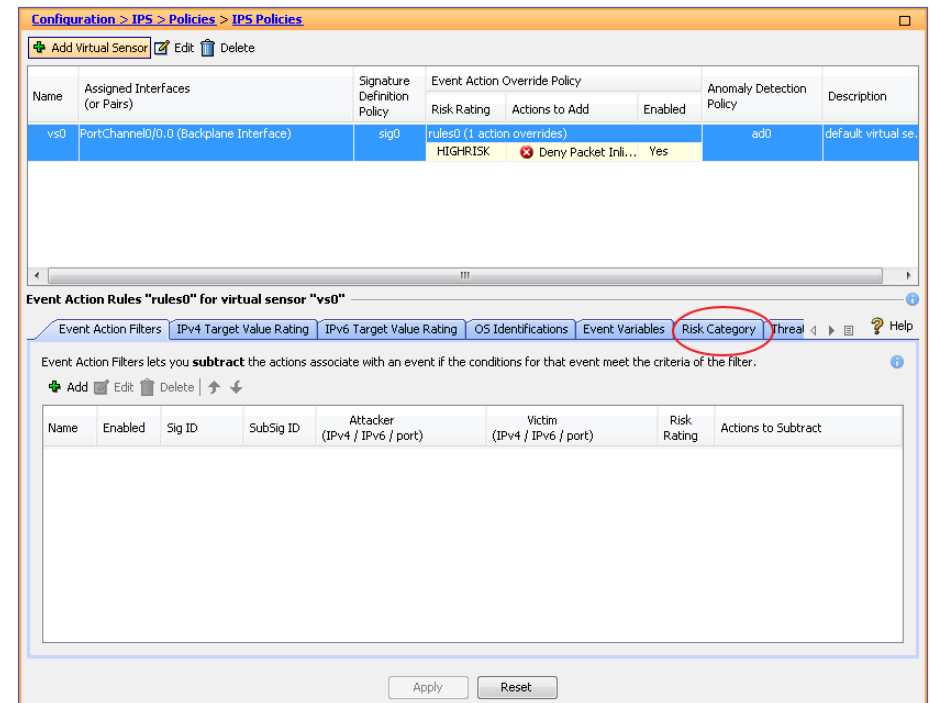 Configuration > IPS > Policies > IPS Policies
Add Virtual Sensor Edit Delete
Name Assigned Interfaces (or Pairs) Signature Definition Policy Event Action Override Policy Anomaly Detection Policy Description
Risk Rating Actions to Add Enabled
vs0 PortChannel0/0.0 (Backplane Interface) sig0 rules0 (1 action overrides) ad0 default virtual se.
HIGHRISK Deny Packet Inli... Yes
Event Action Rules "rules0" for virtual sensor "vs0"
Event Action Filters IPv4 Target Value Rating IPv6 Target Value Rating OS Identifications Event Variables Risk Category Threat Help
Event Action Filters lets you subtract the actions associate with an event if the conditions for that event meet the criteria of the filter.
Add Edit Delete
Name Enabled Sig ID SubSig ID Attacker (IPv4 / IPv6 / port) Victim (IPv4 / IPv6 / port) Risk Rating Actions to Subtract
Apply Reset